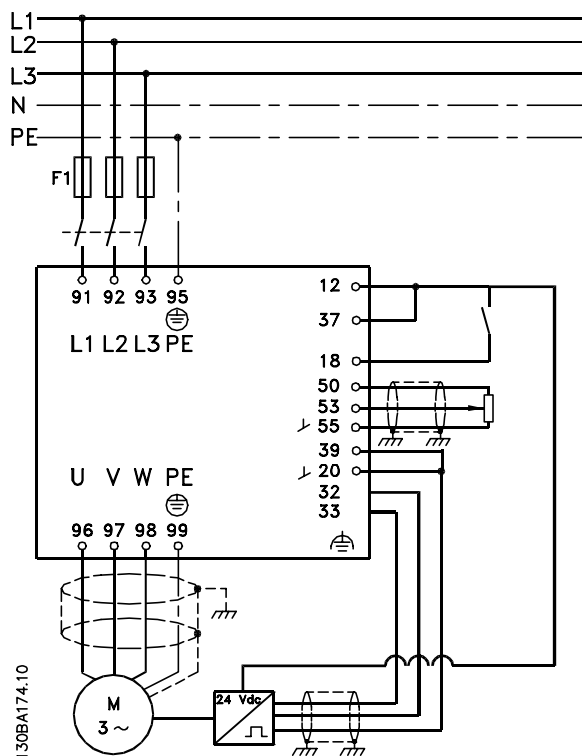 L1
L2
L3
N
PE
F1
91 92 93 95
L1 L2 L3 PE
12
37
18
50
53
55
39
20
32
33
U V W PE
96 97 98 99
M
3 ~
24 Vdc
130BA174.10